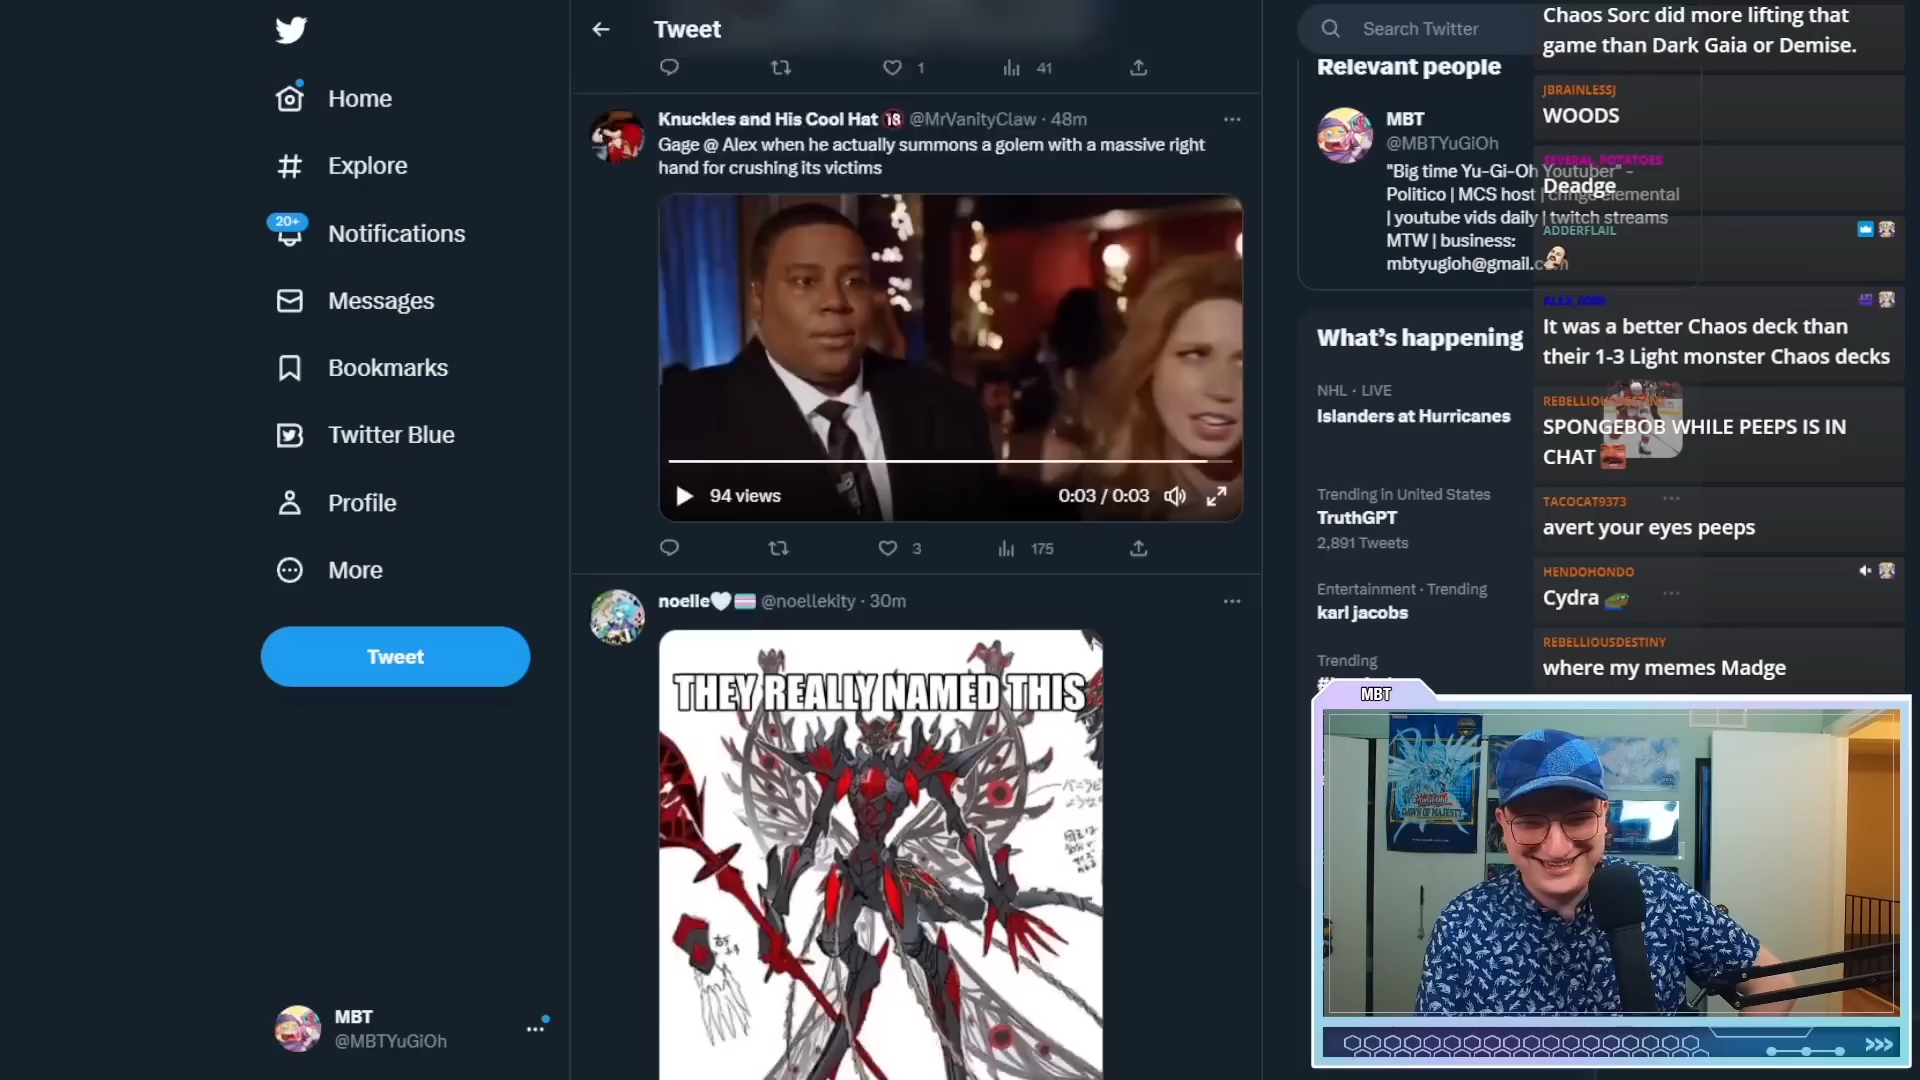 Tweet
1
41
Knuckles and His Cool Hat 🔞 @MrVanityClaw · 48m
Gage @ Alex when he actually summons a golem with a massive right
hand for crushing its victims
94 views
0:03 / 0:03
3
175
noelle🤍🏳️‍⚧️ @noellekity · 30m
THEY REALLY NAMED THIS
Home
Explore
20+
Notifications
Messages
Bookmarks
Twitter Blue
Profile
More
Tweet
MBT
@MBTYuGiOh
Search Twitter
Relevant people
MBT
@MBTYuGiOh
"Big time Yu-Gi-Oh Youtuber" -
Politico | MCS host | cringe elemental
| youtube vids daily | twitch streams
MTW | business:
mbtyugioh@gmail.com
What's happening
NHL · LIVE
Islanders at Hurricanes
Trending in United States
TruthGPT
2,891 Tweets
Entertainment · Trending
karl jacobs
Trending
Chaos Sorc did more lifting that
game than Dark Gaia or Demise.
JBRAINLESSJ
WOODS
SEVERAL_POTATOES
Deadge
ADDERFLAIL
It was a better Chaos deck than
their 1-3 Light monster Chaos decks
REBELLIOUSDESTINY
SPONGEBOB WHILE PEEPS IS IN
CHAT
TACOCAT9373
avert your eyes peeps
HENDOHONDO
Cydra
REBELLIOUSDESTINY
where my memes Madge
MBT
DAWN OF MAJESTY